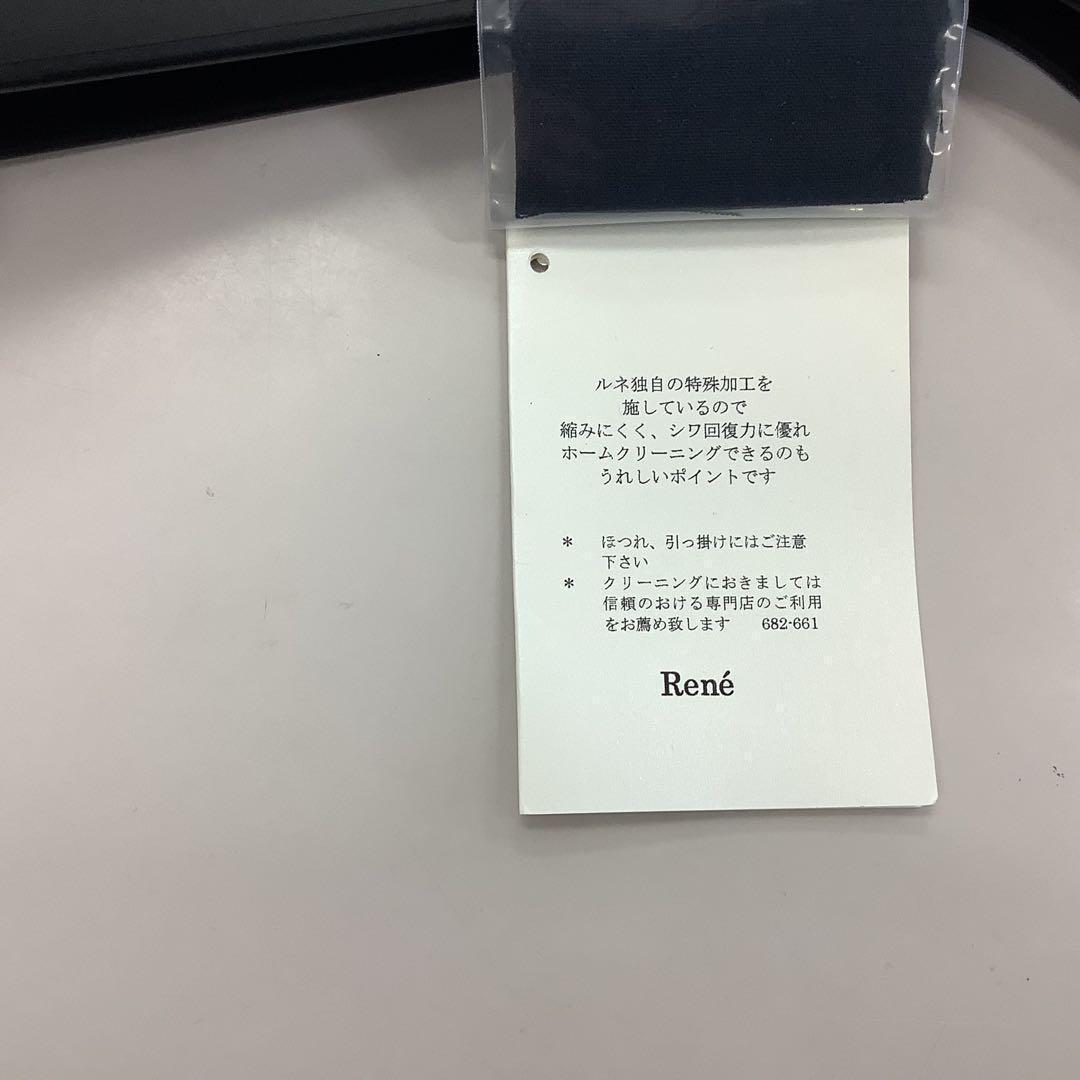 ルネ独自の特殊加工を
施しているので
縮みにくく、シワ回復力に優れ
ホームクリーニングできるのも
うれしいポイントです
* ほつれ、引っ掛けにはご注意
下さい
* クリーニングにおきましては
信頼のおける専門店のご利用
をお薦め致します 682-661
René